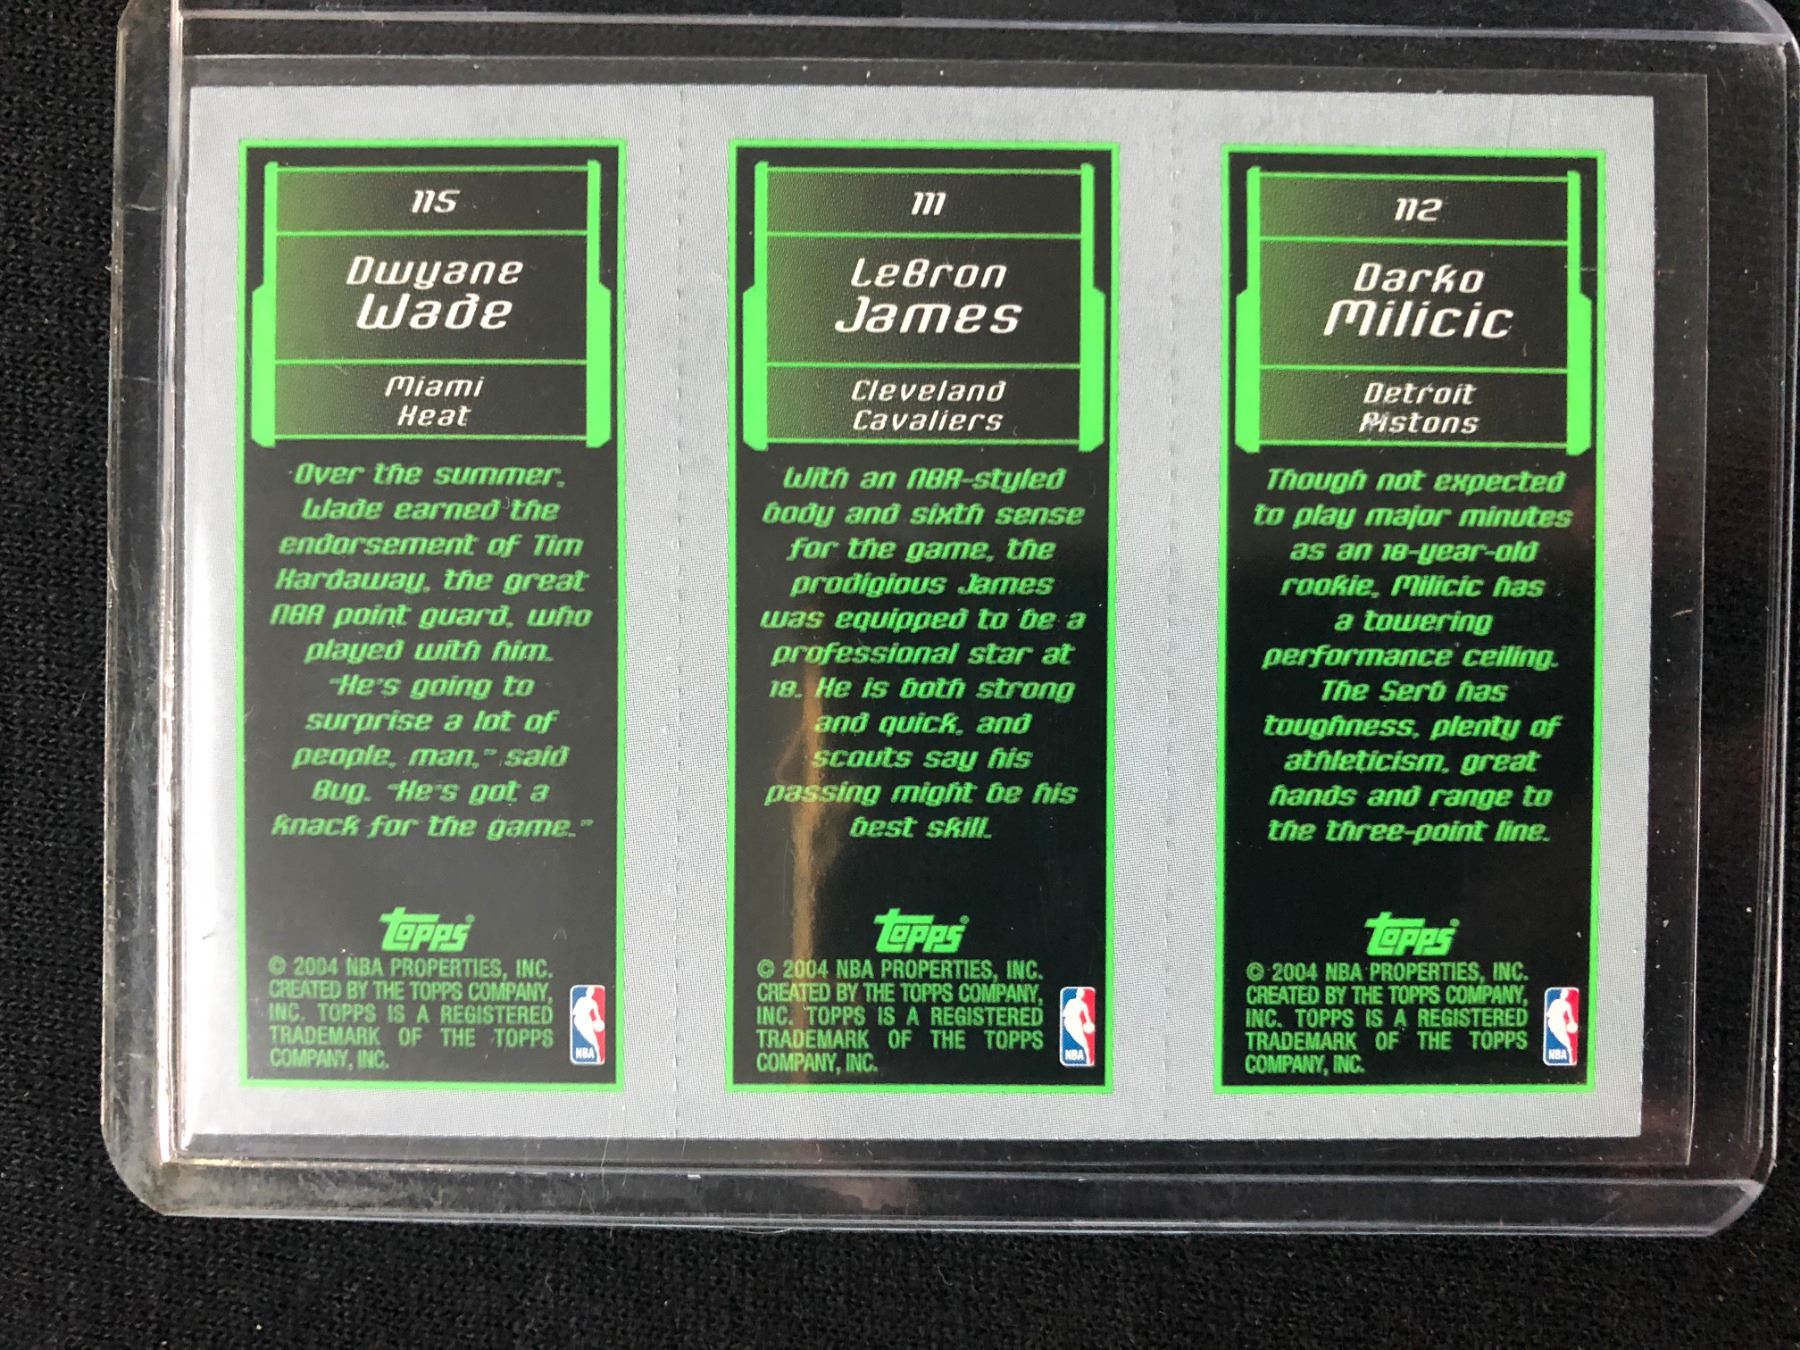 115
Dwyane
Wade
Miami
Heat
Over the summer,
Wade earned the
endorsement of Tim
Hardaway, the great
NBA point guard, who
played with him.
"He's going to
surprise a lot of
people, man," said
Bug. "He's got a
knack for the game."
Topps®
© 2004 NBA PROPERTIES, INC.
CREATED BY THE TOPPS COMPANY,
INC. TOPPS IS A REGISTERED
TRADEMARK OF THE TOPPS
COMPANY, INC.
NBA
111
LeBron
James
Cleveland
Cavaliers
With an NBA-styled
body and sixth sense
for the game, the
prodigious James
was equipped to be a
professional star at
18. He is both strong
and quick, and
scouts say his
passing might be his
best skill.
Topps®
© 2004 NBA PROPERTIES, INC.
CREATED BY THE TOPPS COMPANY,
INC. TOPPS IS A REGISTERED
TRADEMARK OF THE TOPPS
COMPANY, INC.
NBA
112
Darko
Milicic
Detroit
Pistons
Though not expected
to play major minutes
as an 18-year-old
rookie, Milicic has
a towering
performance ceiling.
The Serb has
toughness, plenty of
athleticism, great
hands and range to
the three-point line.
Topps®
© 2004 NBA PROPERTIES, INC.
CREATED BY THE TOPPS COMPANY,
INC. TOPPS IS A REGISTERED
TRADEMARK OF THE TOPPS
COMPANY, INC.
NBA